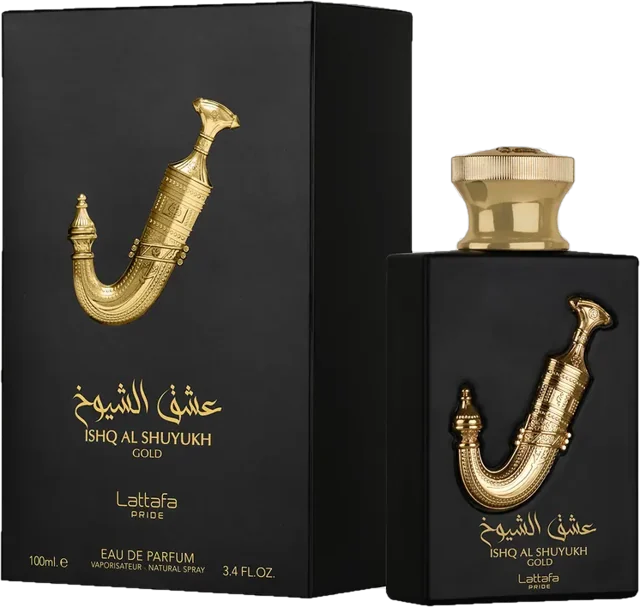 عشق الشيوخ
ISHQ AL SHUYUKH
GOLD
Lattafa
PRIDE
100ml. e
EAU DE PARFUM
VAPORISATEUR - NATURAL SPRAY
3.4 FL.OZ.
عشق الشيوخ
ISHQ AL SHUYUKH
GOLD
Lattafa
PRIDE